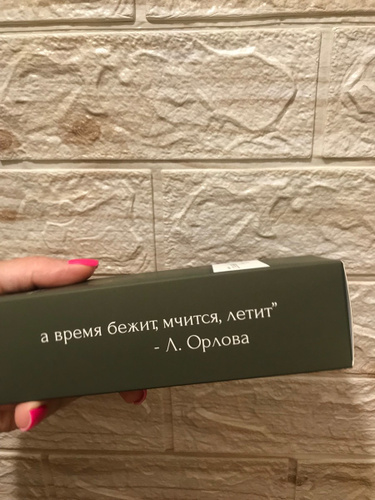 а время бежит, мчится, летит”
- Л. Орлова